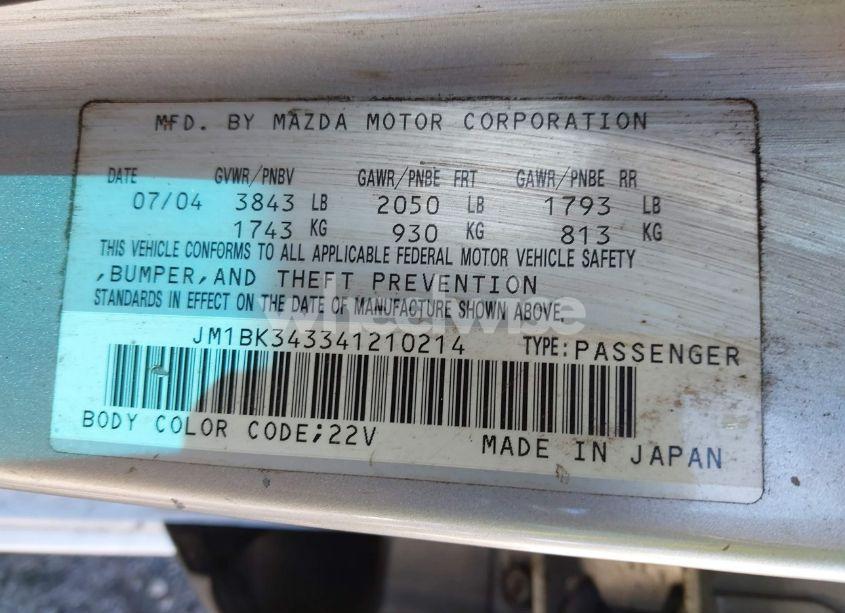 MFD. BY MAZDA MOTOR CORPORATION
DATE GVWR/PNBV GAWR/PNBE FRT GAWR/PNBE RR
07/04 3843 LB 2050 LB 1793 LB
1743 KG 930 KG 813 KG
THIS VEHICLE CONFORMS TO ALL APPLICABLE FEDERAL MOTOR VEHICLE SAFETY
,BUMPER,AND THEFT PREVENTION
STANDARDS IN EFFECT ON THE DATE OF MANUFACTURE SHOWN ABOVE.
wheelwise
JM1BK343341210214 TYPE:PASSENGER
BODY COLOR CODE;22V
MADE IN JAPAN